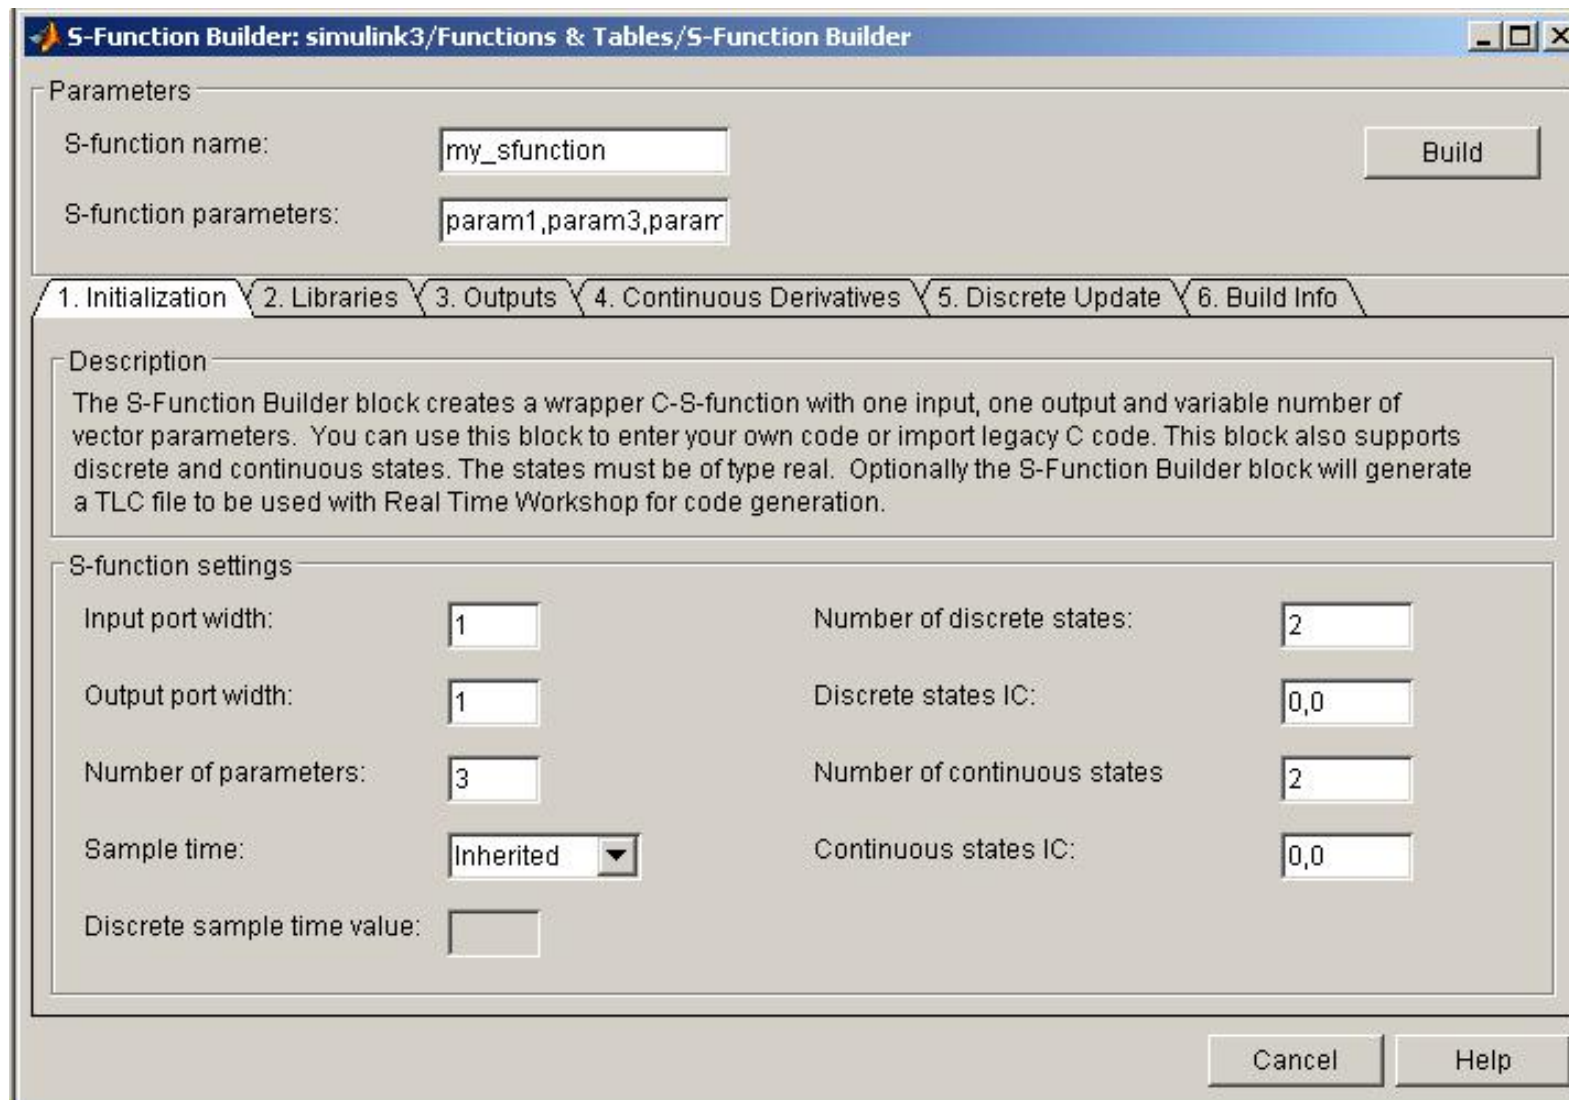 S-Function Builder: simulink3/Functions & Tables/S-Function Builder
Parameters
S-function name:
my_sfunction
Build
S-function parameters:
param1,param3,param
1. Initialization
2. Libraries
3. Outputs
4. Continuous Derivatives
5. Discrete Update
6. Build Info
Description
The S-Function Builder block creates a wrapper C-S-function with one input, one output and variable number of
vector parameters. You can use this block to enter your own code or import legacy C code. This block also supports
discrete and continuous states. The states must be of type real. Optionally the S-Function Builder block will generate
a TLC file to be used with Real Time Workshop for code generation.
S-function settings
Input port width:
1
Number of discrete states:
2
Output port width:
1
Discrete states IC:
0,0
Number of parameters:
3
Number of continuous states
2
Sample time:
Inherited
Continuous states IC:
0,0
Discrete sample time value:
Cancel
Help